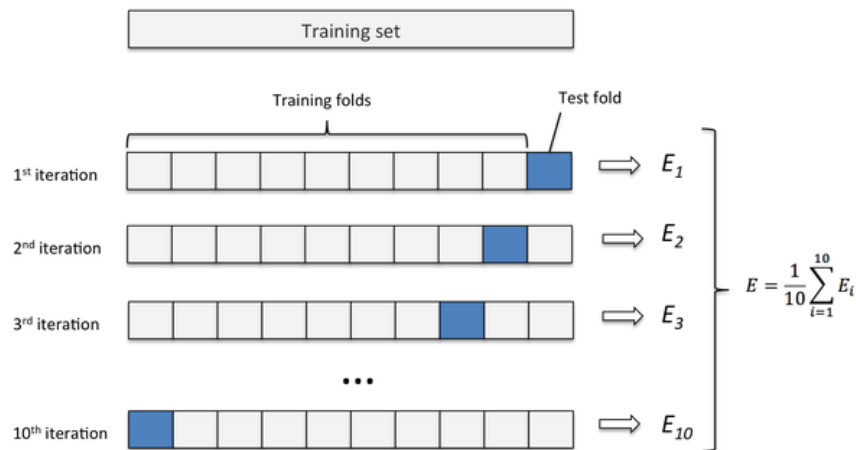 Training set
Training folds
Test fold
1st iteration
E1
2nd iteration
E2
E = 1/10 10∑i=1 Ei
3rd iteration
E3
...
10th iteration
E10